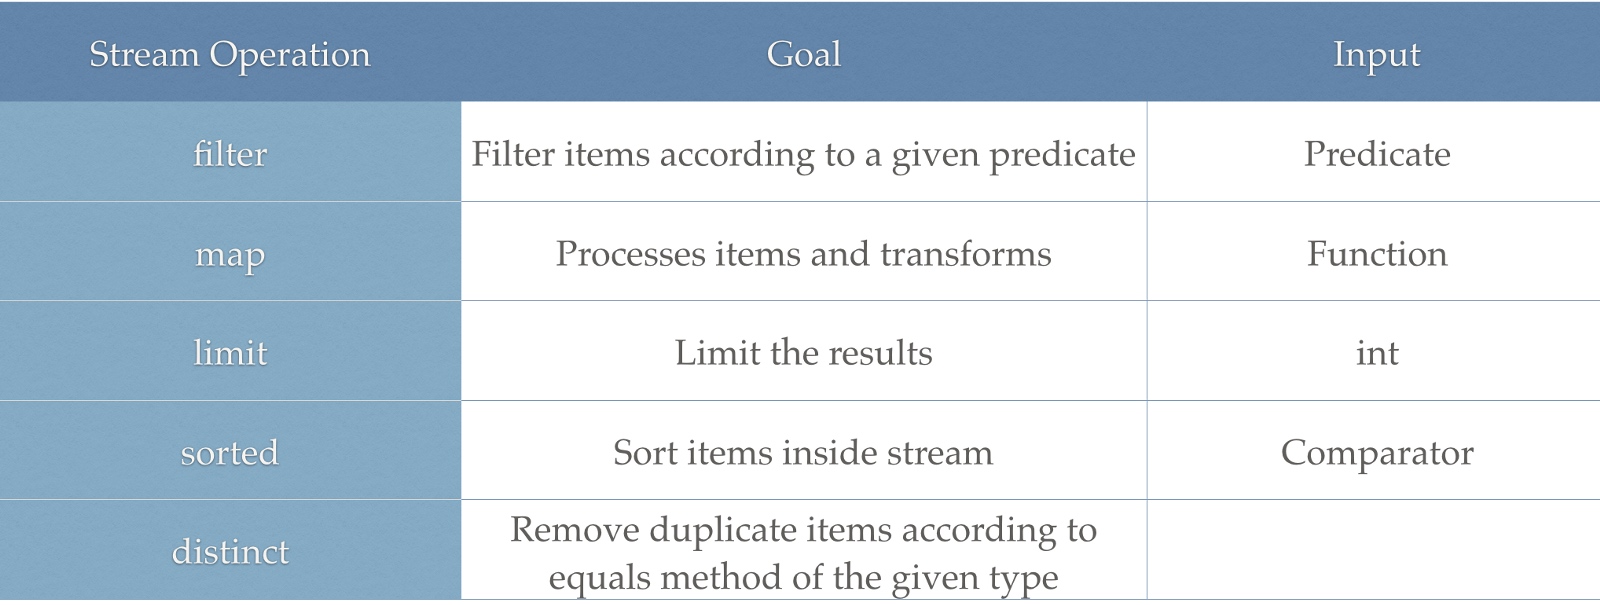 Stream Operation Goal Input
filter Filter items according to a given predicate Predicate
map Processes items and transforms Function
limit Limit the results int
sorted Sort items inside stream Comparator
distinct Remove duplicate items according to
equals method of the given type